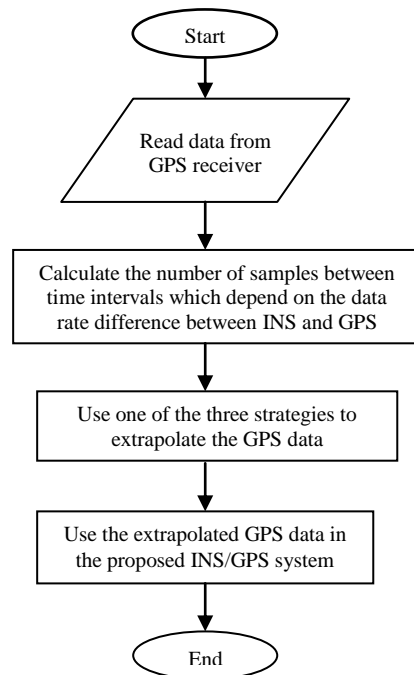 Start
Read data from
GPS receiver
Calculate the number of samples between
time intervals which depend on the data
rate difference between INS and GPS
Use one of the three strategies to
extrapolate the GPS data
Use the extrapolated GPS data in
the proposed INS/GPS system
End